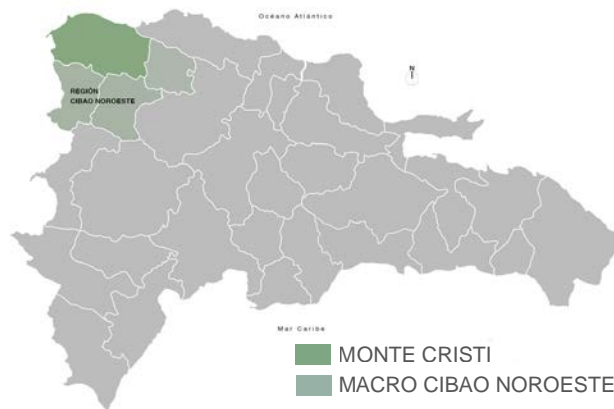 Océano Atlántico
N
REGIÓN
CIBAO NOROESTE
Mar Caribe
MONTE CRISTI
MACRO CIBAO NOROESTE